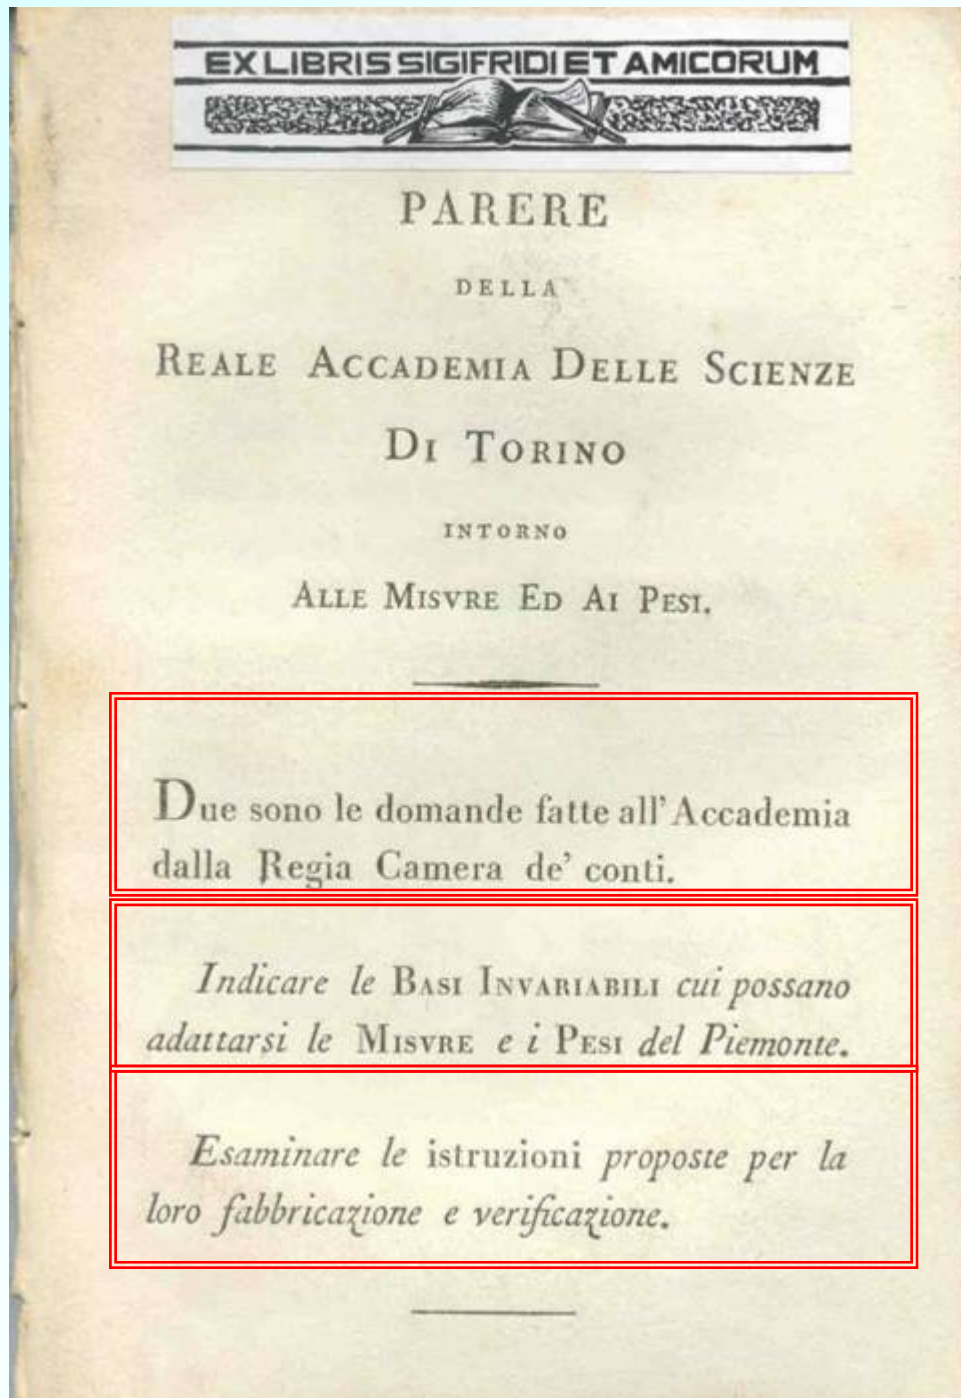 EX LIBRIS SIGIFRIDI ET AMICORUM
PARERE
DELLA
REALE ACCADEMIA DELLE SCIENZE
DI TORINO
INTORNO
ALLE MISVRE ED AI PESI.
Due sono le domande fatte all'Accademia
dalla Regia Camera de' conti.
Indicare le BASI INVARIABILI cui possano
adattarsi le MISVRE e i PESI del Piemonte.
Esaminare le istruzioni proposte per la
loro fabbricazione e verificazione.